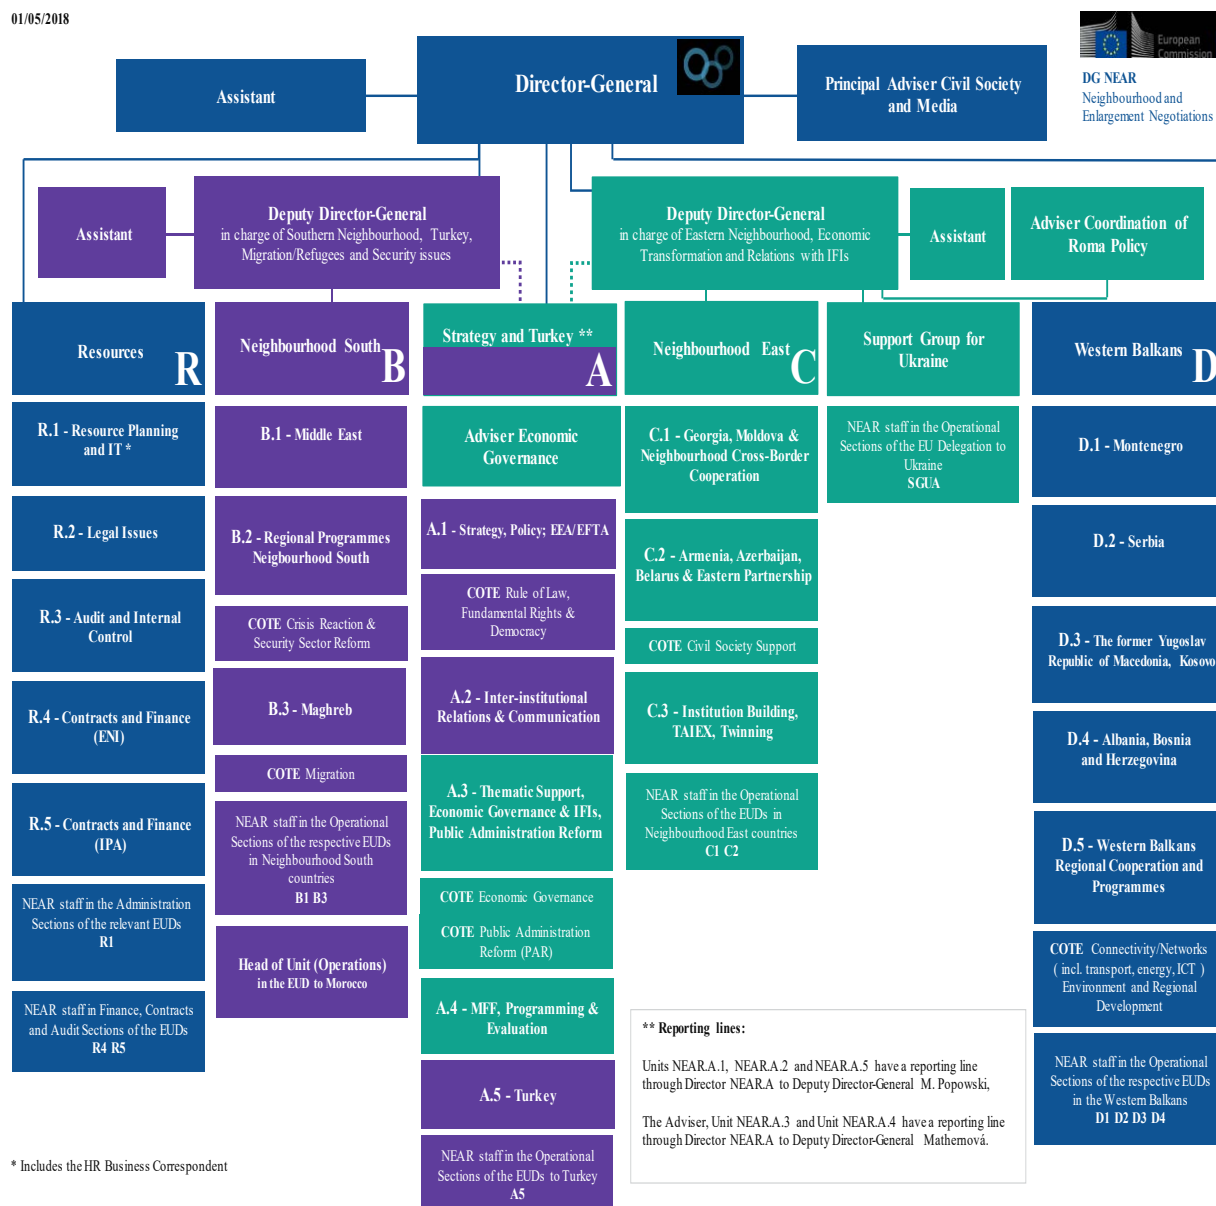 01/05/2018
European
Commission
DG NEAR
Neighbourhood and
Enlargement Negotiations
Assistant
Director-General
Principal Adviser Civil Society
and Media
Assistant
Deputy Director-General
in charge of Southern Neighbourhood, Turkey,
Migration/Refugees and Security issues
Deputy Director-General
in charge of Eastern Neighbourhood, Economic
Transformation and Relations with IFIs
Assistant
Adviser Coordination of
Roma Policy
Resources
R
R.1 - Resource Planning
and IT *
R.2 - Legal Issues
R.3 - Audit and Internal
Control
R.4 - Contracts and Finance
(ENI)
R.5 - Contracts and Finance
(IPA)
NEAR staff in the Administration
Sections of the relevant EUDs
R1
NEAR staff in Finance, Contracts
and Audit Sections of the EUDs
R4 R5
Neighbourhood South
B
B.1 - Middle East
B.2 - Regional Programmes
Neigbourhood South
COTE Crisis Reaction &
Security Sector Reform
B.3 - Maghreb
COTE Migration
NEAR staff in the Operational
Sections of the respective EUDs
in Neighbourhood South
countries
B1 B3
Head of Unit (Operations)
in the EUD to Morocco
Strategy and Turkey **
A
Adviser Economic
Governance
A.1 - Strategy, Policy; EEA/EFTA
COTE Rule of Law,
Fundamental Rights &
Democracy
A.2 - Inter-institutional
Relations & Communication
A.3 - Thematic Support,
Economic Governance & IFIs,
Public Administration Reform
COTE Economic Governance
COTE Public Administration
Reform (PAR)
A.4 - MFF, Programming &
Evaluation
A.5 - Turkey
NEAR staff in the Operational
Sections of the EUDs to Turkey
A5
Neighbourhood East
C
C.1 - Georgia, Moldova &
Neighbourhood Cross-Border
Cooperation
C.2 - Armenia, Azerbaijan,
Belarus & Eastern Partnership
COTE Civil Society Support
C.3 - Institution Building,
TAIEX, Twinning
NEAR staff in the Operational
Sections of the EUDs in
Neighbourhood East countries
C1 C2
Support Group for
Ukraine
NEAR staff in the Operational
Sections of the EU Delegation to
Ukraine
SGUA
Western Balkans
D
D.1 - Montenegro
D.2 - Serbia
D.3 - The former Yugoslav
Republic of Macedonia, Kosovo
D.4 - Albania, Bosnia
and Herzegovina
D.5 - Western Balkans
Regional Cooperation and
Programmes
COTE Connectivity/Networks
( incl. transport, energy, ICT )
Environment and Regional
Development
NEAR staff in the Operational
Sections of the respective EUDs
in the Western Balkans
D1 D2 D3 D4
** Reporting lines:
Units NEAR.A.1, NEAR.A.2 and NEAR.A.5 have a reporting line
through Director NEAR.A to Deputy Director-General M. Popowski,
The Adviser, Unit NEAR.A.3 and Unit NEAR.A.4 have a reporting line
through Director NEAR.A to Deputy Director-General Mathernová.
* Includes the HR Business Correspondent